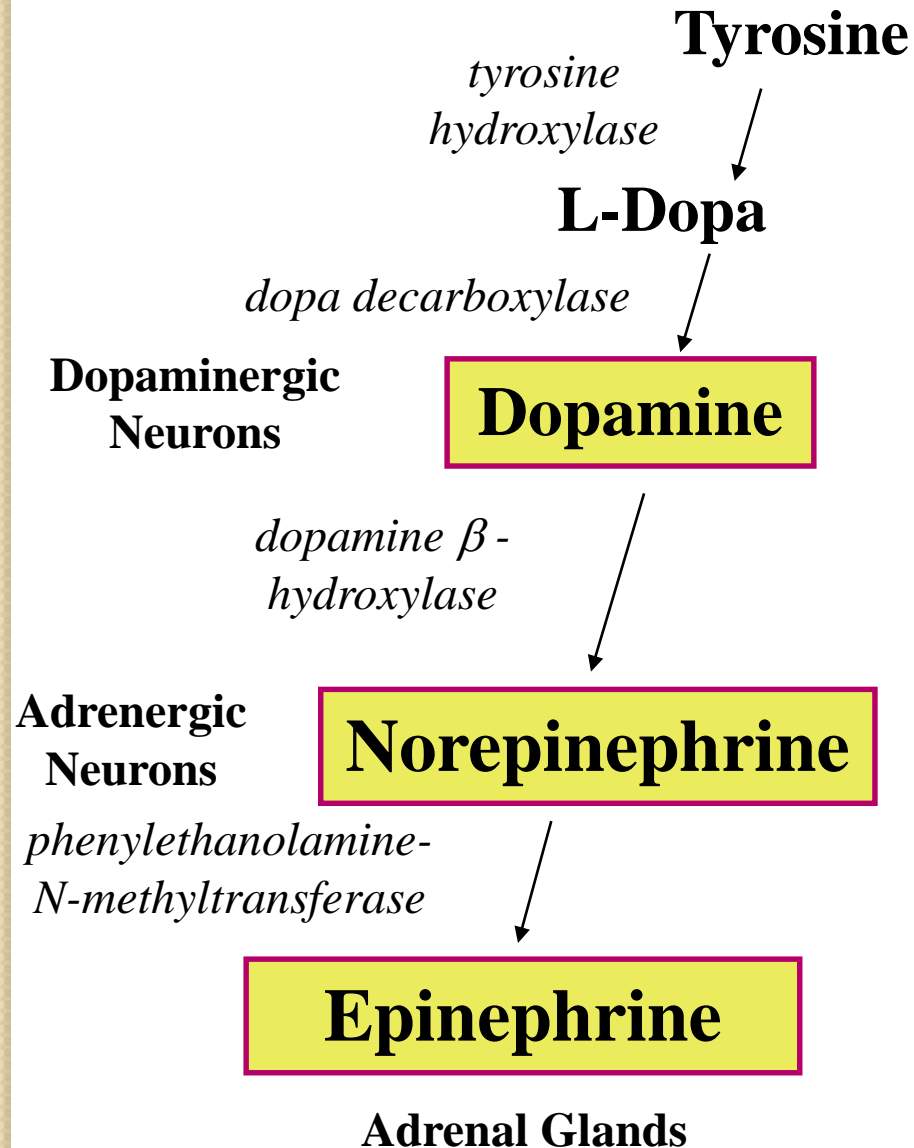 Tyrosine
tyrosine
hydroxylase
L-Dopa
dopa decarboxylase
Dopaminergic
Neurons
Dopamine
dopamine β -
hydroxylase
Adrenergic
Neurons
Norepinephrine
phenylethanolamine-
N-methyltransferase
Epinephrine
Adrenal Glands